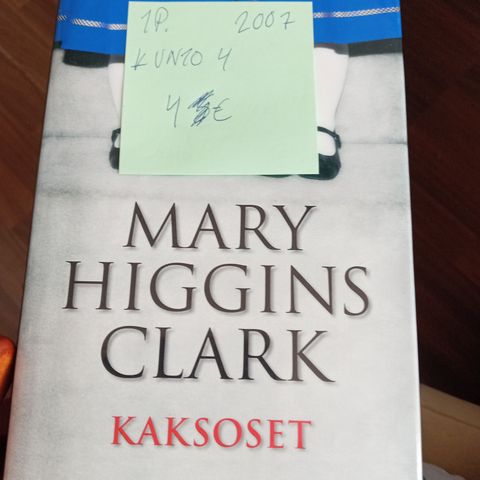 1P. 2007
KUNTO 4
4 €
MARY
HIGGINS
CLARK
KAKSOSET